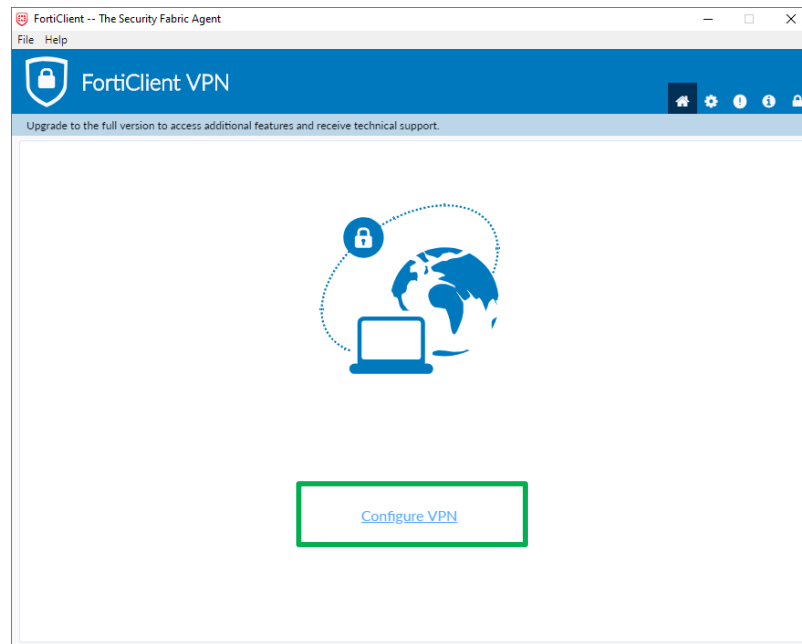 FortiClient -- The Security Fabric Agent
File Help
FortiClient VPN
Upgrade to the full version to access additional features and receive technical support.
Configure VPN